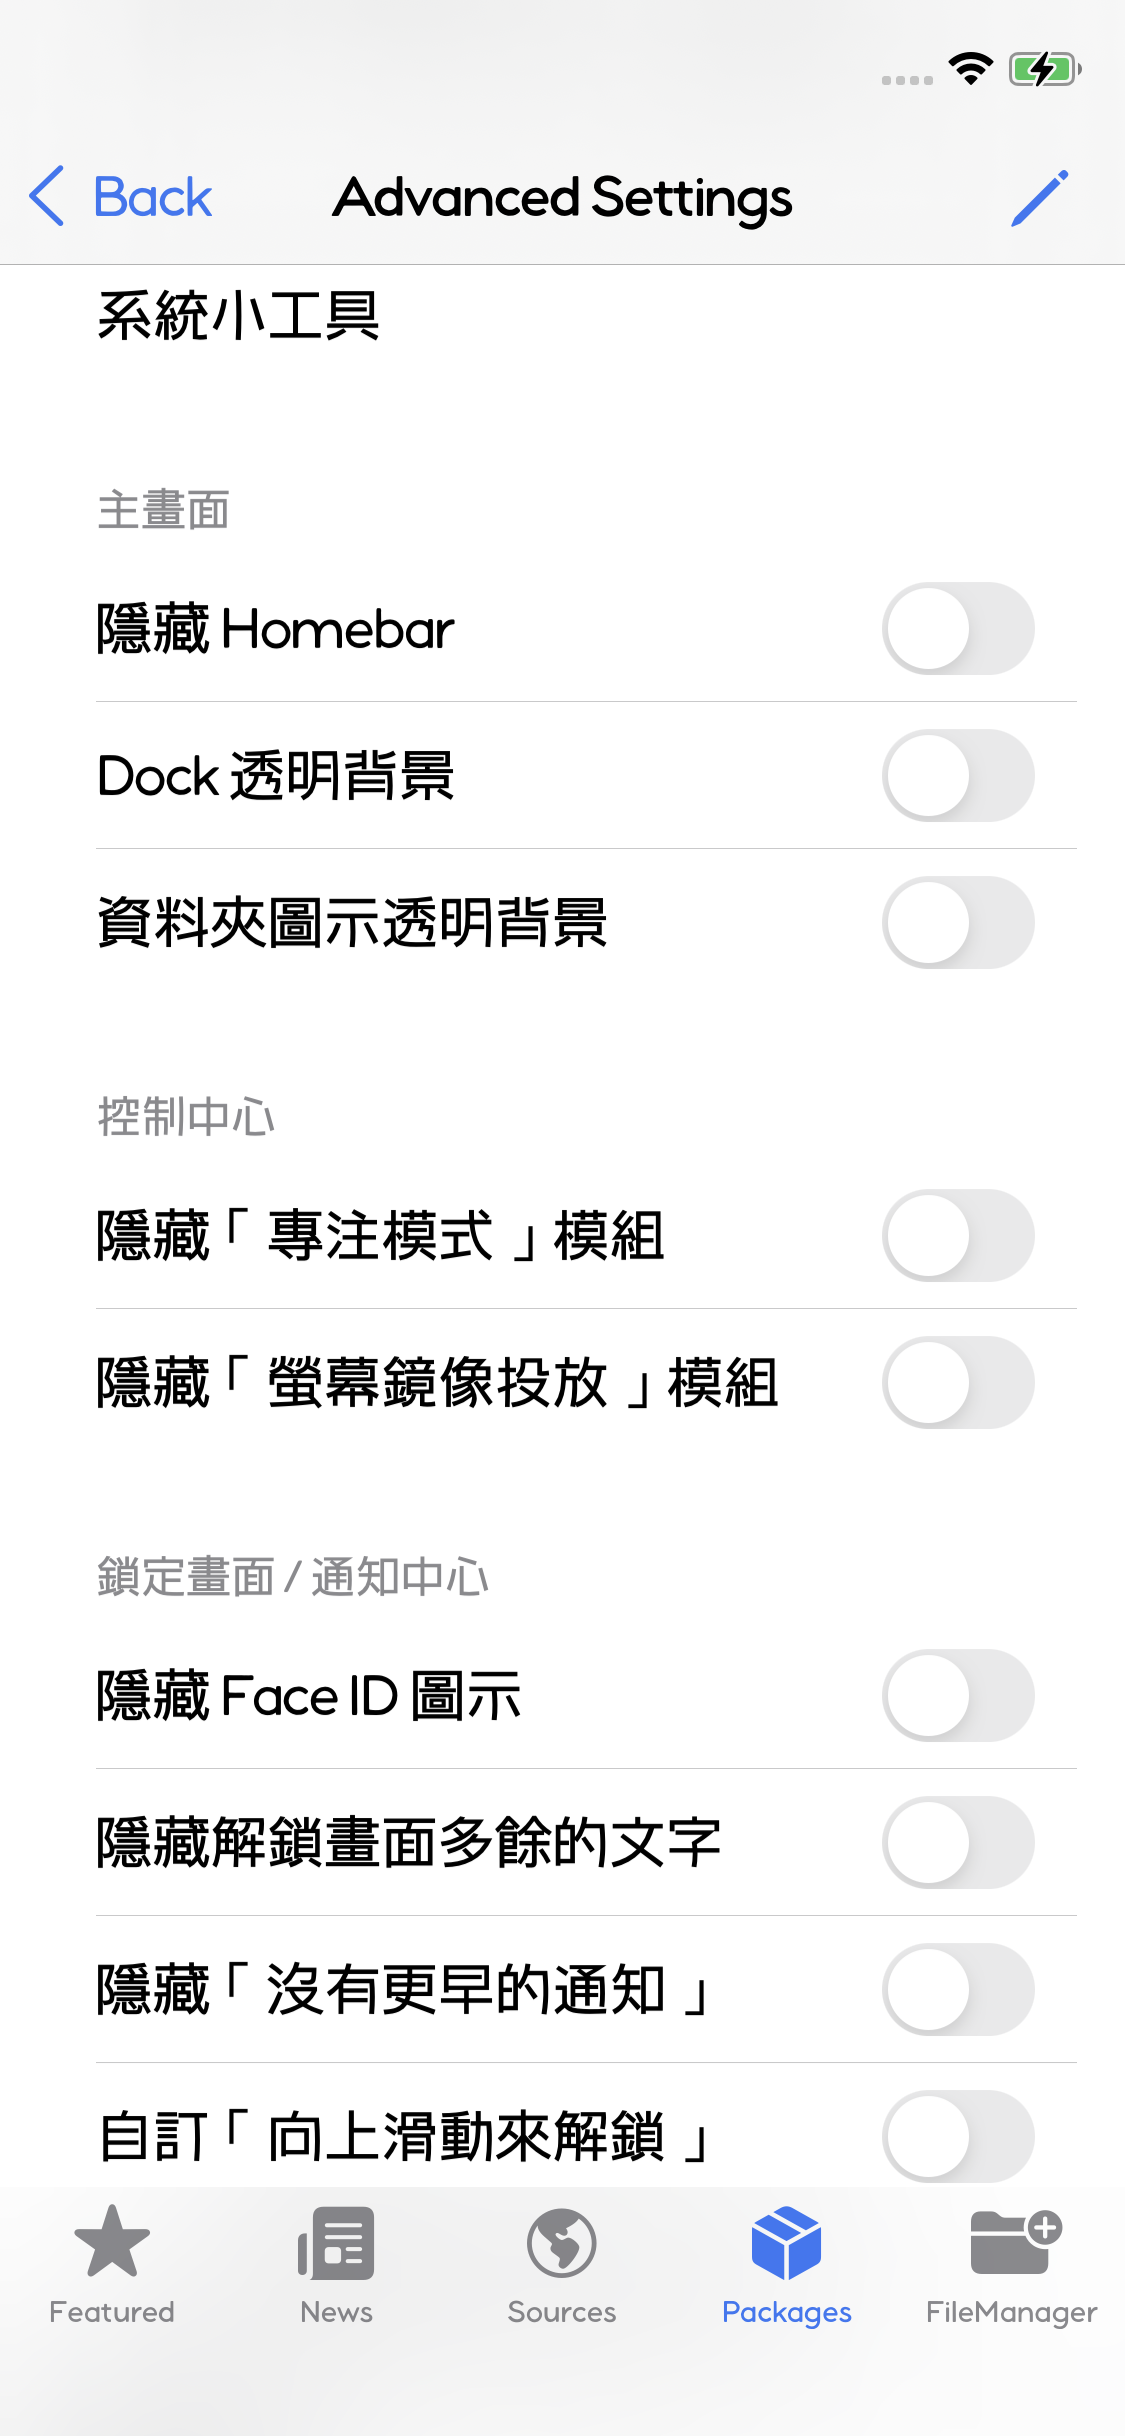 Back
Advanced Settings
系統小工具
主畫面
隱藏 Homebar
Dock 透明背景
資料夾圖示透明背景
控制中心
隱藏「專注模式」模組
隱藏「螢幕鏡像投放」模組
鎖定畫面 / 通知中心
隱藏 Face ID 圖示
隱藏解鎖畫面多餘的文字
隱藏「沒有更早的通知」
自訂「向上滑動來解鎖」
Featured
News
Sources
Packages
FileManager